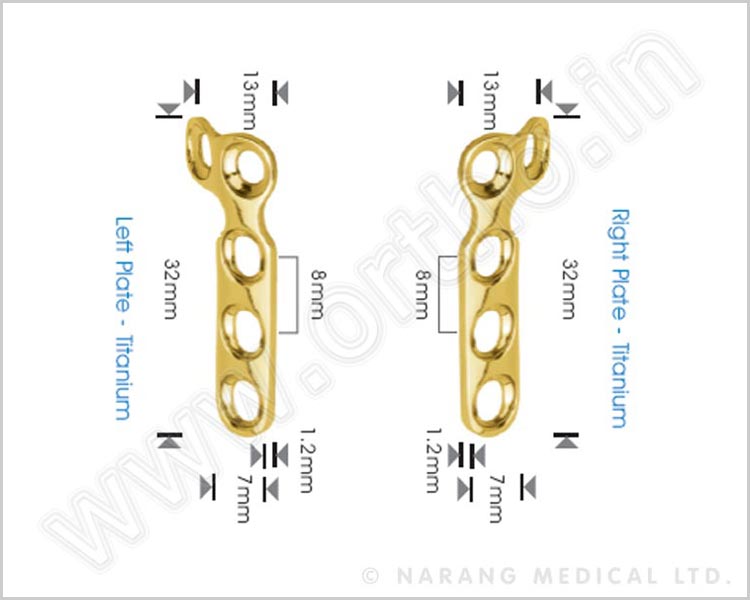 13mm
13mm
Left Plate - Titanium
32mm
8mm
8mm
32mm
Right Plate - Titanium
1.2mm
7mm
1.2mm
7mm
www.ortho.in
© NARANG MEDICAL LTD.